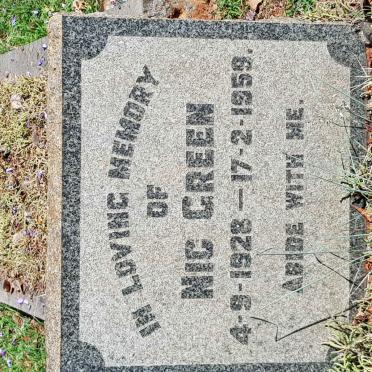 IN LOVING MEMORY
OF
NIC GREEN
4-9-1928 — 17-2-1959.
ABIDE WITH ME.